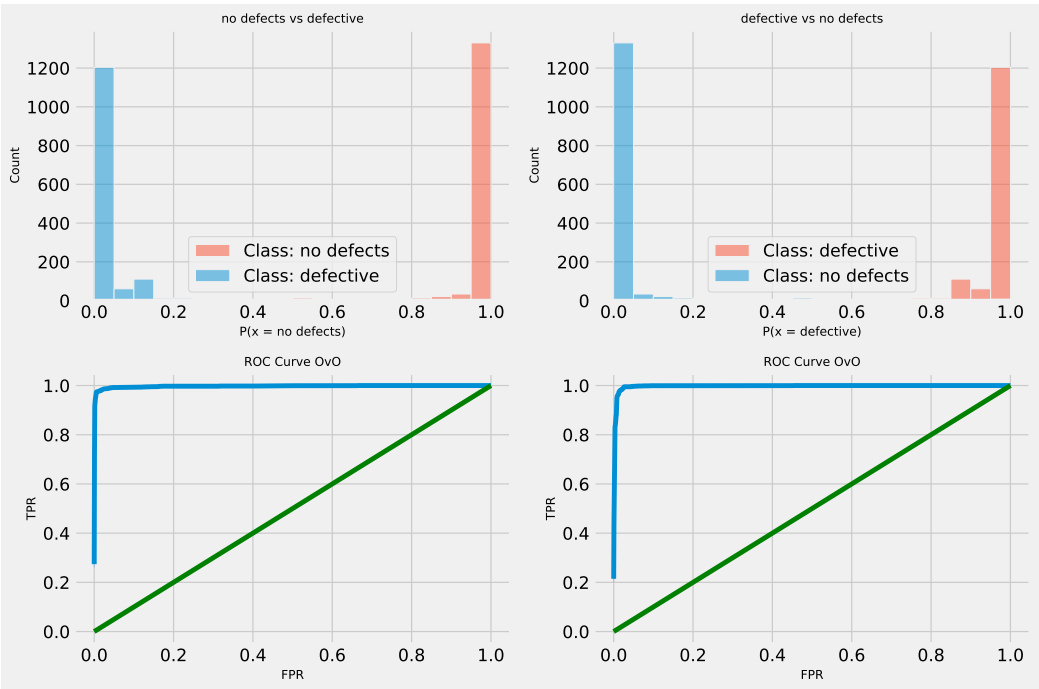 no defects vs defective
defective vs no defects
1200
1000
800
600
400
200
0
Count
Class: no defects
Class: defective
0.0 0.2 0.4 0.6 0.8 1.0
P(x = no defects)
1200
1000
800
600
400
200
0
Count
Class: defective
Class: no defects
0.0 0.2 0.4 0.6 0.8 1.0
P(x = defective)
ROC Curve OvO
1.0
0.8
0.6
0.4
0.2
0.0
TPR
0.0 0.2 0.4 0.6 0.8 1.0
FPR
ROC Curve OvO
1.0
0.8
0.6
0.4
0.2
0.0
TPR
0.0 0.2 0.4 0.6 0.8 1.0
FPR